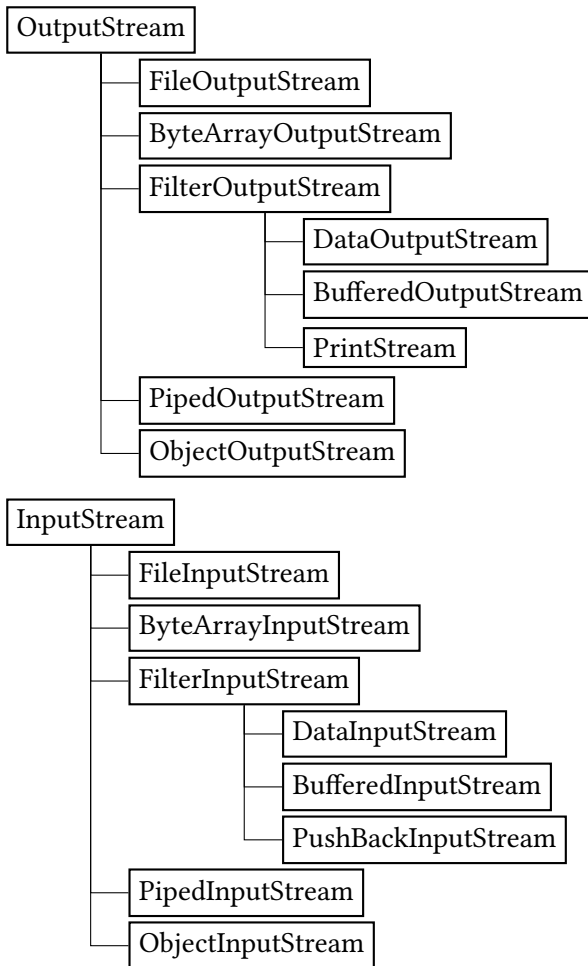 OutputStream
FileOutputStream
ByteArrayOutputStream
FilterOutputStream
DataOutputStream
BufferedOutputStream
PrintStream
PipedOutputStream
ObjectOutputStream
InputStream
FileInputStream
ByteArrayInputStream
FilterInputStream
DataInputStream
BufferedInputStream
PushBackInputStream
PipedInputStream
ObjectInputStream